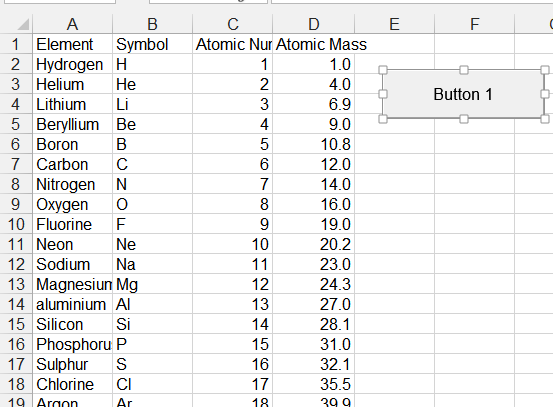 A B C D E F
1 Element Symbol Atomic Nur Atomic Mass
2 Hydrogen H 1 1.0
3 Helium He 2 4.0
4 Lithium Li 3 6.9
5 Beryllium Be 4 9.0
6 Boron B 5 10.8
7 Carbon C 6 12.0
8 Nitrogen N 7 14.0
9 Oxygen O 8 16.0
10 Fluorine F 9 19.0
11 Neon Ne 10 20.2
12 Sodium Na 11 23.0
13 Magnesium Mg 12 24.3
14 aluminium Al 13 27.0
15 Silicon Si 14 28.1
16 Phosphoru P 15 31.0
17 Sulphur S 16 32.1
18 Chlorine Cl 17 35.5
19 Argon Ar 18 39.9
Button 1